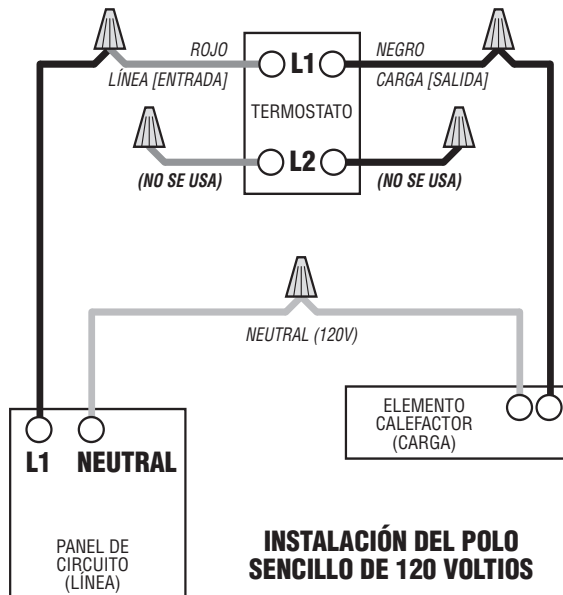 ROJO
LÍNEA [ENTRADA]
L1
NEGRO
CARGA [SALIDA]
TERMOSTATO
(NO SE USA)
L2
(NO SE USA)
NEUTRAL (120V)
L1 NEUTRAL
PANEL DE
CIRCUITO
(LÍNEA)
ELEMENTO
CALEFACTOR
(CARGA)
INSTALACIÓN DEL POLO
SENCILLO DE 120 VOLTIOS